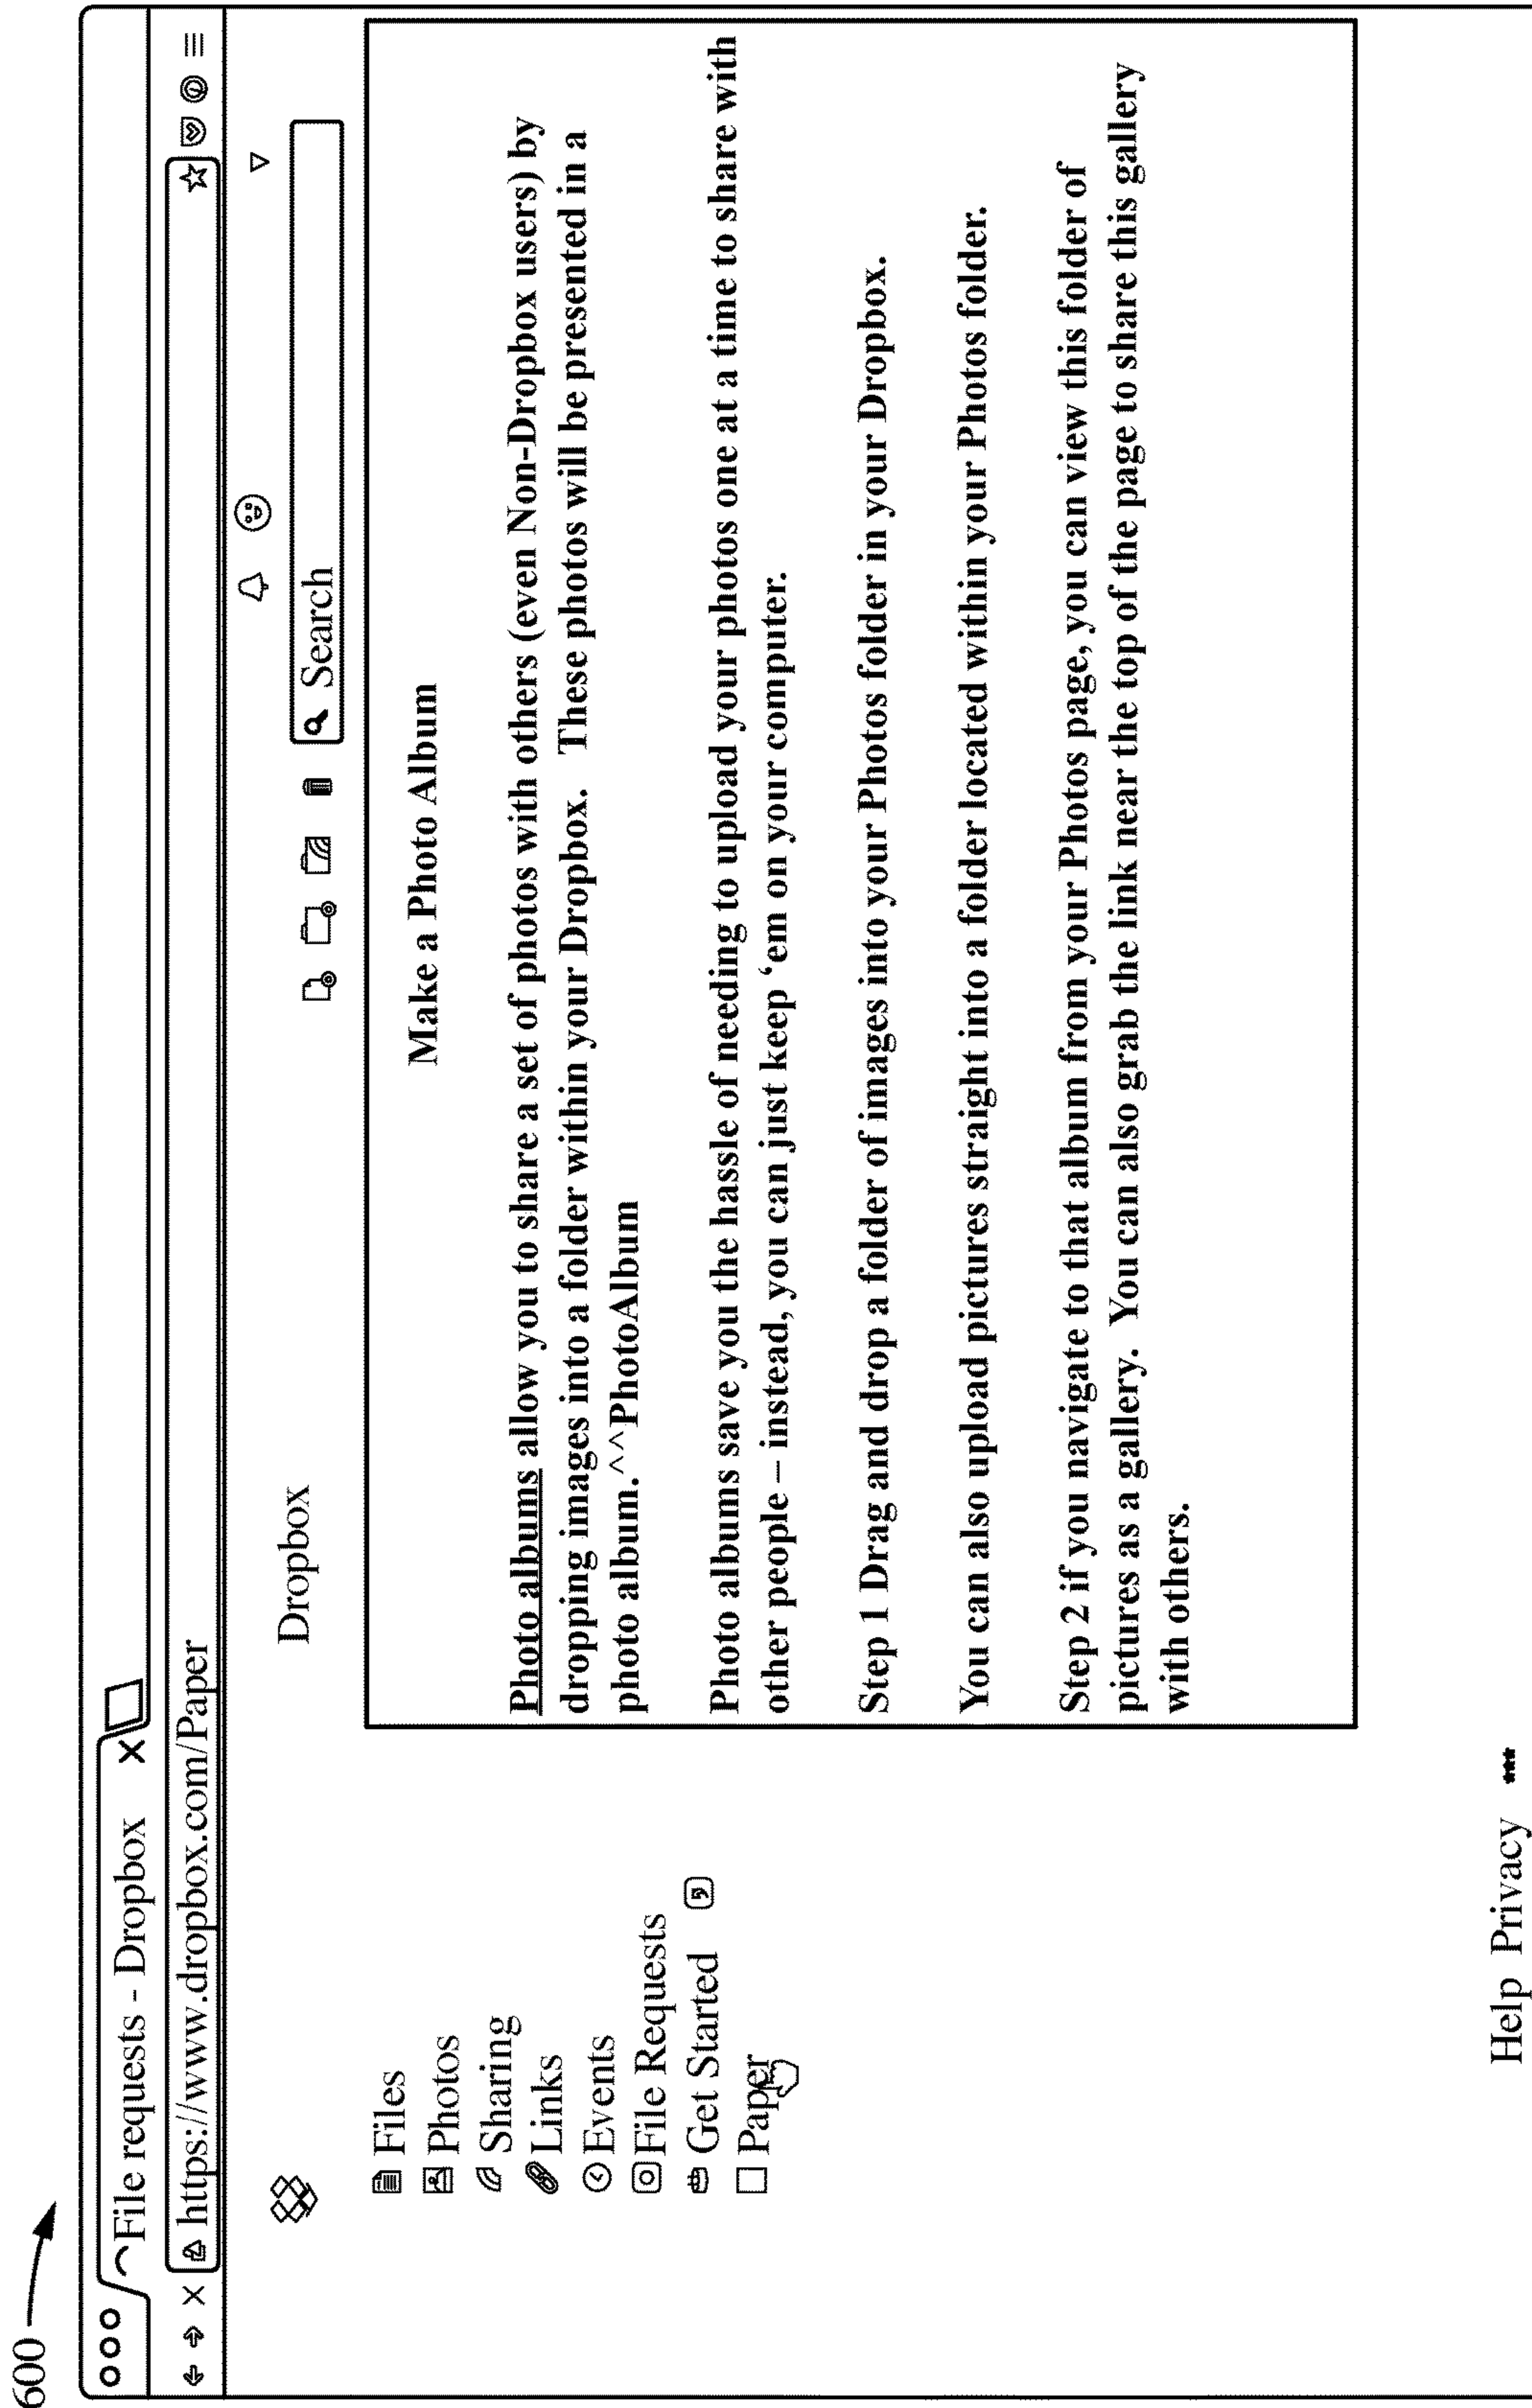 600
File requests - Dropbox X
https://www.dropbox.com/Paper
Dropbox
Search
Files
Photos
Sharing
Links
Events
File Requests
Get Started
Paper
Make a Photo Album
Photo albums allow you to share a set of photos with others (even Non-Dropbox users) by
dropping images into a folder within your Dropbox. These photos will be presented in a
photo album.^^PhotoAlbum
Photo albums save you the hassle of needing to upload your photos one at a time to share with
other people – instead, you can just keep ‘em on your computer.
Step 1 Drag and drop a folder of images into your Photos folder in your Dropbox.
You can also upload pictures straight into a folder located within your Photos folder.
Step 2 if you navigate to that album from your Photos page, you can view this folder of
pictures as a gallery. You can also grab the link near the top of the page to share this gallery
with others.
Help Privacy ***